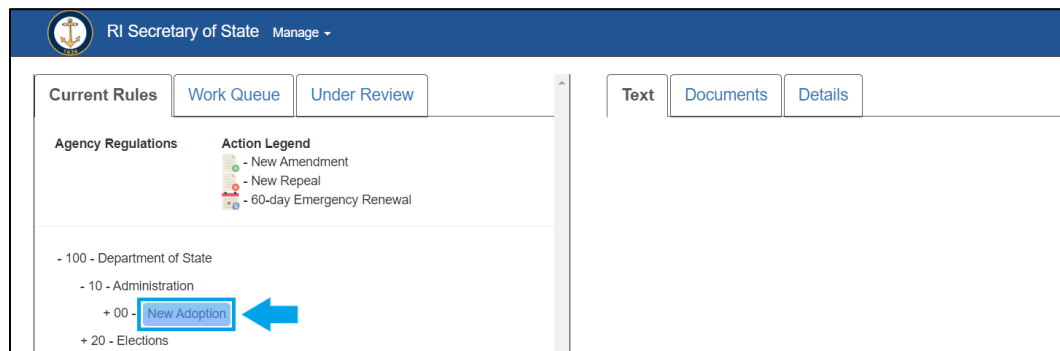 RI Secretary of State Manage
Current Rules Work Queue Under Review
Text Documents Details
Agency Regulations Action Legend
- New Amendment
- New Repeal
- 60-day Emergency Renewal
- 100 - Department of State
- 10 - Administration
+ 00 - New Adoption
+ 20 - Elections